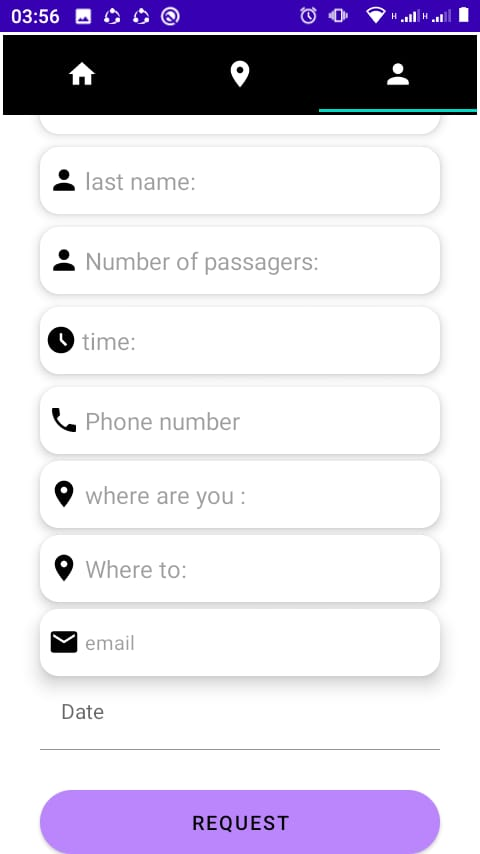 03:56
H
H
last name:
Number of passagers:
time:
Phone number
where are you :
Where to:
email
Date
REQUEST